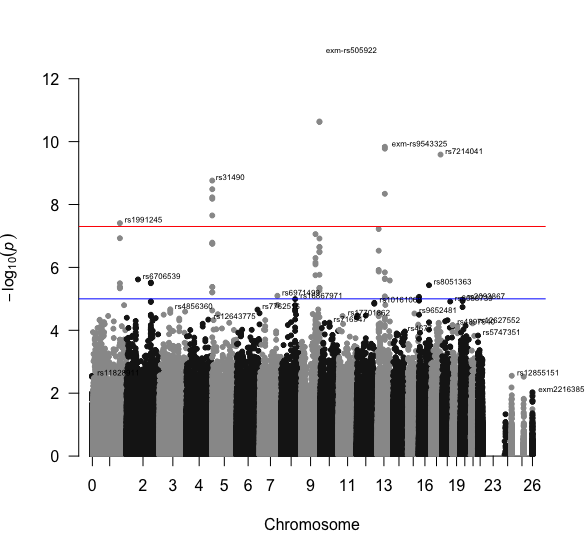 exm-rs505922
12
10
exm-rs9543325
rs7214041
rs31490
8
rs1991245
−log10(p)
6
rs6706539
rs8051363
rs6971499
rs16867971
rs4856360
rs12643775
rs9652481
rs5747351
4
rs12855151
exm2216385
2
0
0 2 3 4 5 6 7 9 11 13 16 19 23 26
Chromosome